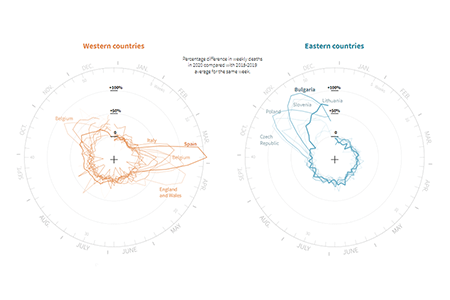 Western countries
Eastern countries
Percentage difference in weekly deaths
in 2020 compared with 2015-2019
average for the same week.
DEC
JAN
NOV
FEB
OCT
MAR
SEP
APR
AUG
MAY
JULY
JUNE
+100%
+50%
0
Belgium
Italy
Spain
Belgium
England
and Wales
DEC
JAN
NOV
FEB
OCT
MAR
SEP
APR
AUG
MAY
JULY
JUNE
+100%
+50%
0
Bulgaria
Slovenia
Lithuania
Poland
Czech
Republic